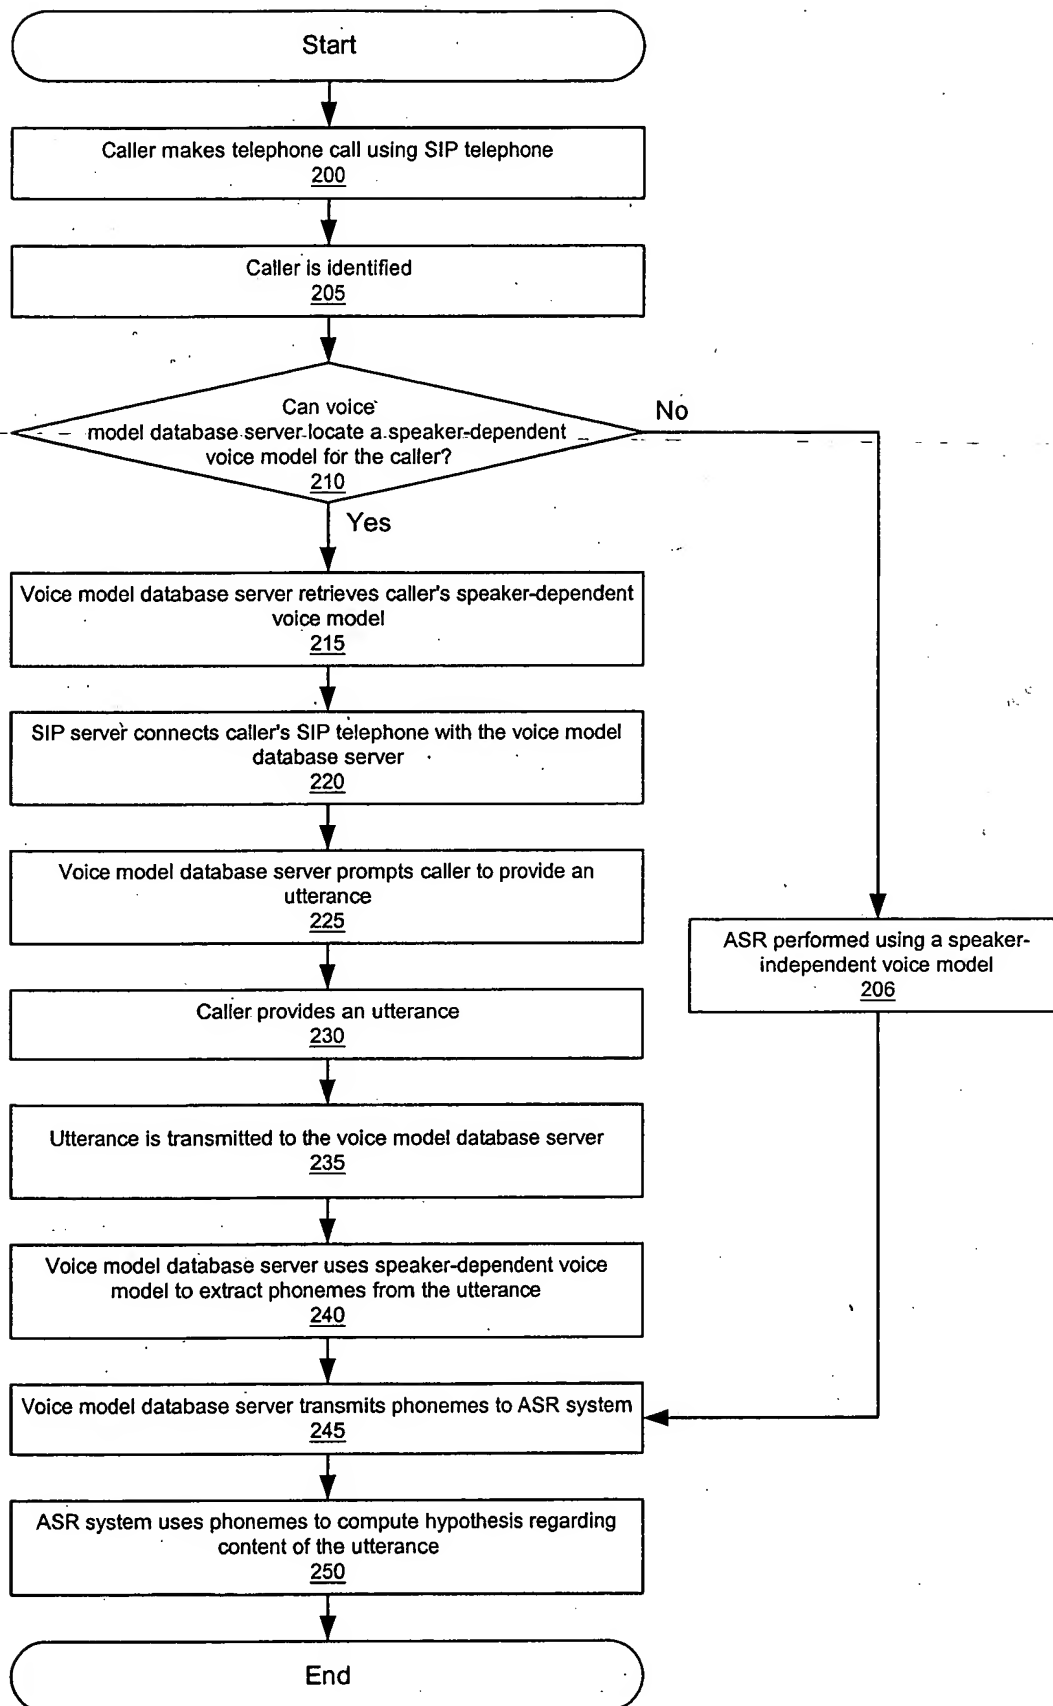 Start
Caller makes telephone call using SIP telephone
200
Caller is identified
205
Can voice
model database server locate a speaker-dependent
voice model for the caller?
210
No
Yes
Voice model database server retrieves caller's speaker-dependent
voice model
215
SIP server connects caller's SIP telephone with the voice model
database server
220
Voice model database server prompts caller to provide an
utterance
225
ASR performed using a speaker-
independent voice model
206
Caller provides an utterance
230
Utterance is transmitted to the voice model database server
235
Voice model database server uses speaker-dependent voice
model to extract phonemes from the utterance
240
Voice model database server transmits phonemes to ASR system
245
ASR system uses phonemes to compute hypothesis regarding
content of the utterance
250
End